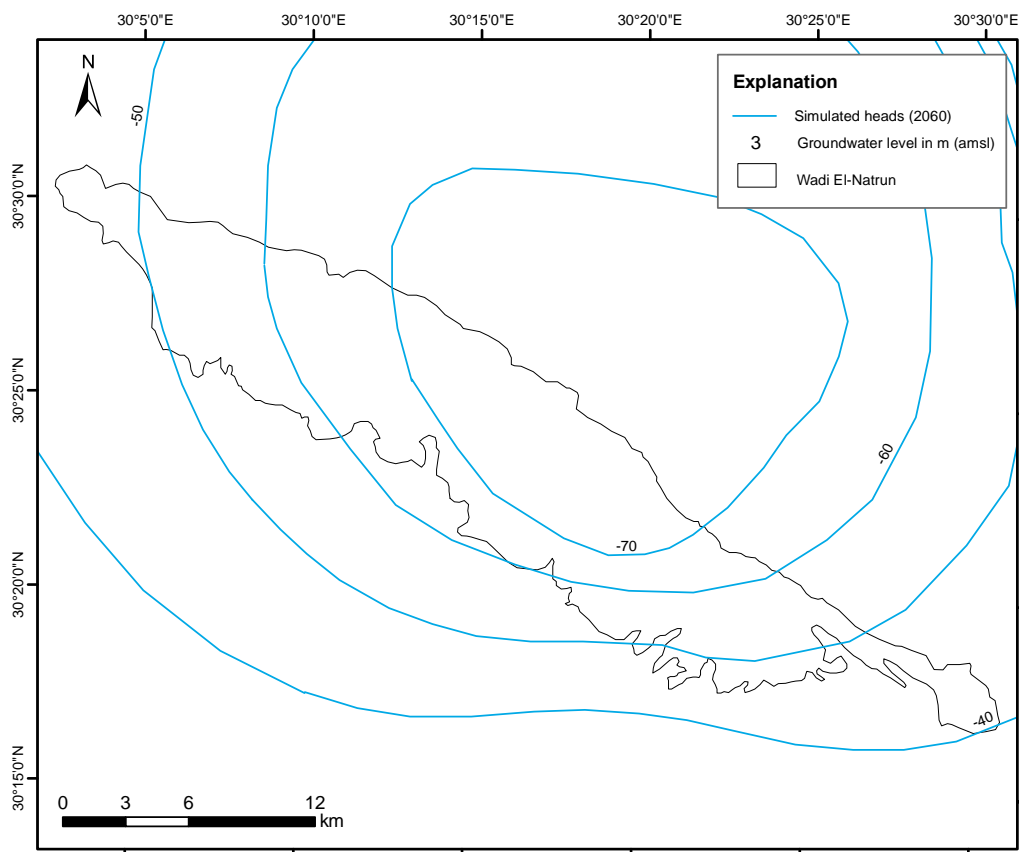 30°5'0"E 30°10'0"E 30°15'0"E 30°20'0"E 30°25'0"E 30°30'0"E
N
Explanation
Simulated heads (2060)
3 Groundwater level in m (amsl)
Wadi El-Natrun
-50
30°30'0"N
30°25'0"N
-60
-70
30°20'0"N
-40
30°15'0"N
0 3 6 12
km